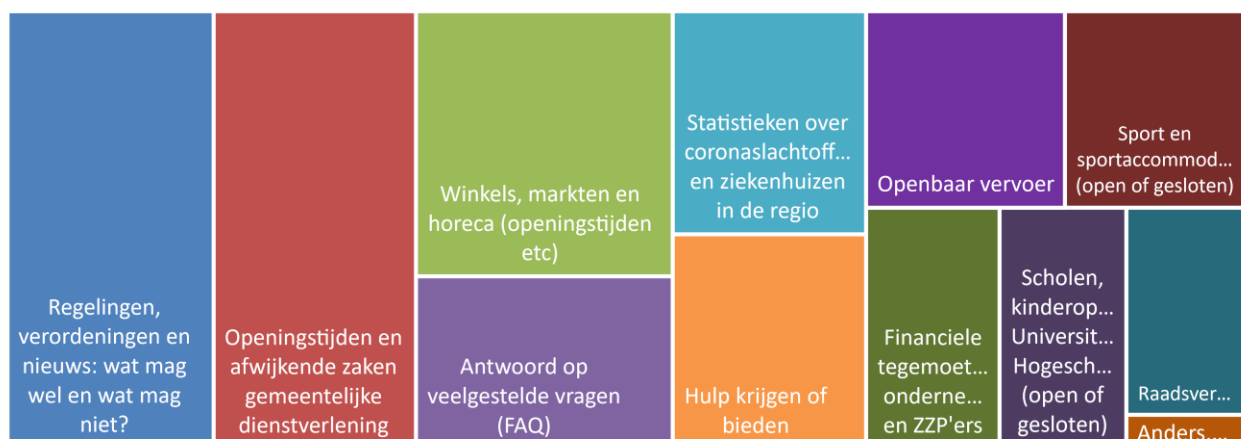 Regelingen,
verordeningen en
nieuws: wat mag
wel en wat mag
niet?
Openingstijden en
afwijkende zaken
gemeentelijke
dienstverlening
Winkels, markten en
horeca (openingstijden
etc)
Antwoord op
veelgestelde vragen
(FAQ)
Statistieken over
coronaslachtoff...
en ziekenhuizen
in de regio
Hulp krijgen of
bieden
Openbaar vervoer
Sport en
sportaccommod...
(open of gesloten)
Financiele
tegemoet...
onderne...
en ZZP'ers
Scholen,
kinderop...
Universit...
Hogesch...
(open of
gesloten)
Raadsver...
Anders....